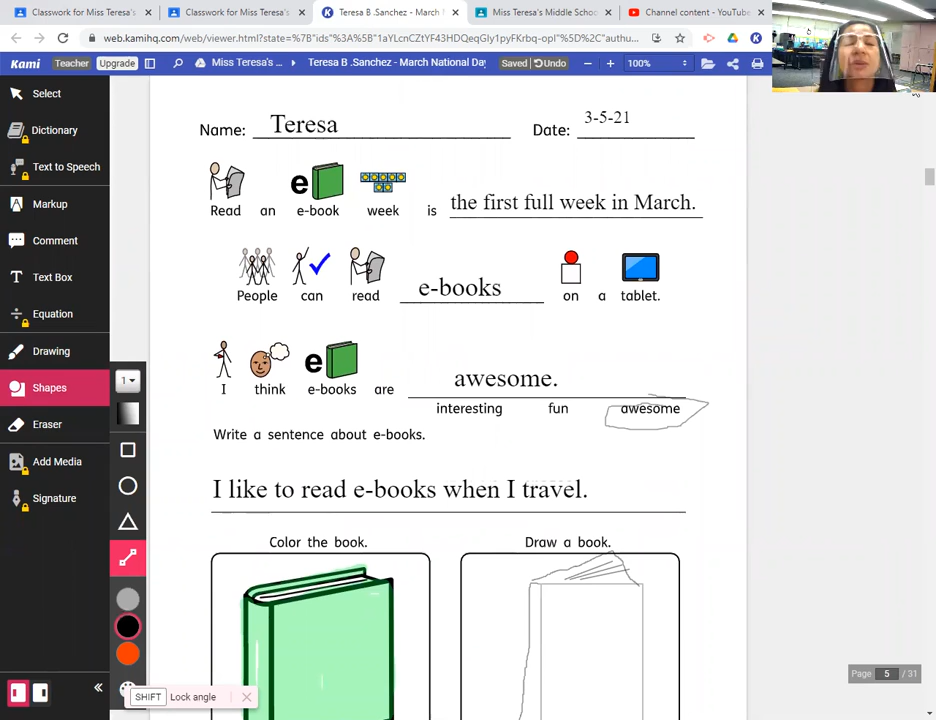 Classwork for Miss Teresa's
Classwork for Miss Teresa's
Teresa B .Sanchez - March
Miss Teresa's Middle Schoo
Channel content - YouTube
web.kamihq.com/web/viewer.html?state=%7B"ids"%3A%5B"1aYLcnCZtYF43HDQeqGly1pyFKrbq-opI"%5D%2C"authu...
Kami Teacher Upgrade Miss Teresa's ... Teresa B .Sanchez - March National Day Saved Undo 100%
Select
Dictionary
Text to Speech
Markup
Comment
Text Box
Equation
Drawing
Shapes
Eraser
Add Media
Signature
1
Name: Teresa Date: 3-5-21
e
Read an e-book week is the first full week in March.
People can read e-books on a tablet.
e
I think e-books are awesome.
interesting fun awesome
Write a sentence about e-books.
I like to read e-books when I travel.
Color the book. Draw a book.
SHIFT Lock angle
Page 5 / 31